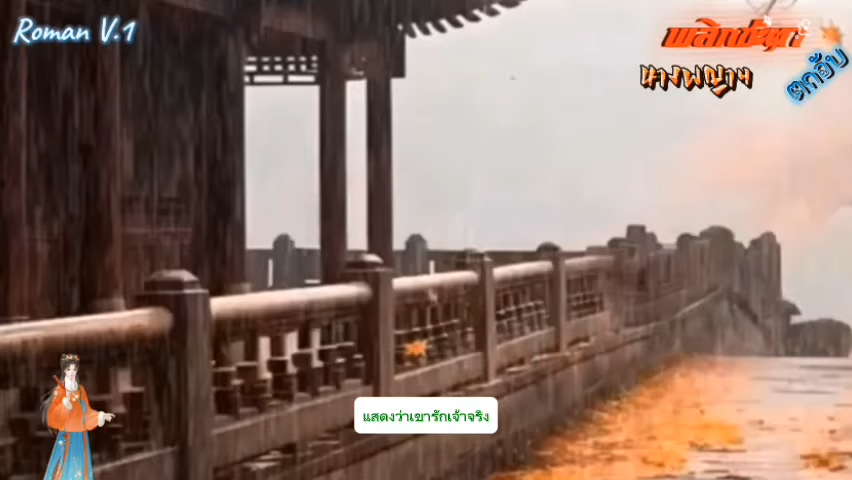 Roman V.1
พลิกชะตา
นางพญาฯ
ตกอับ
แสดงว่าเขารักเจ้าจริง